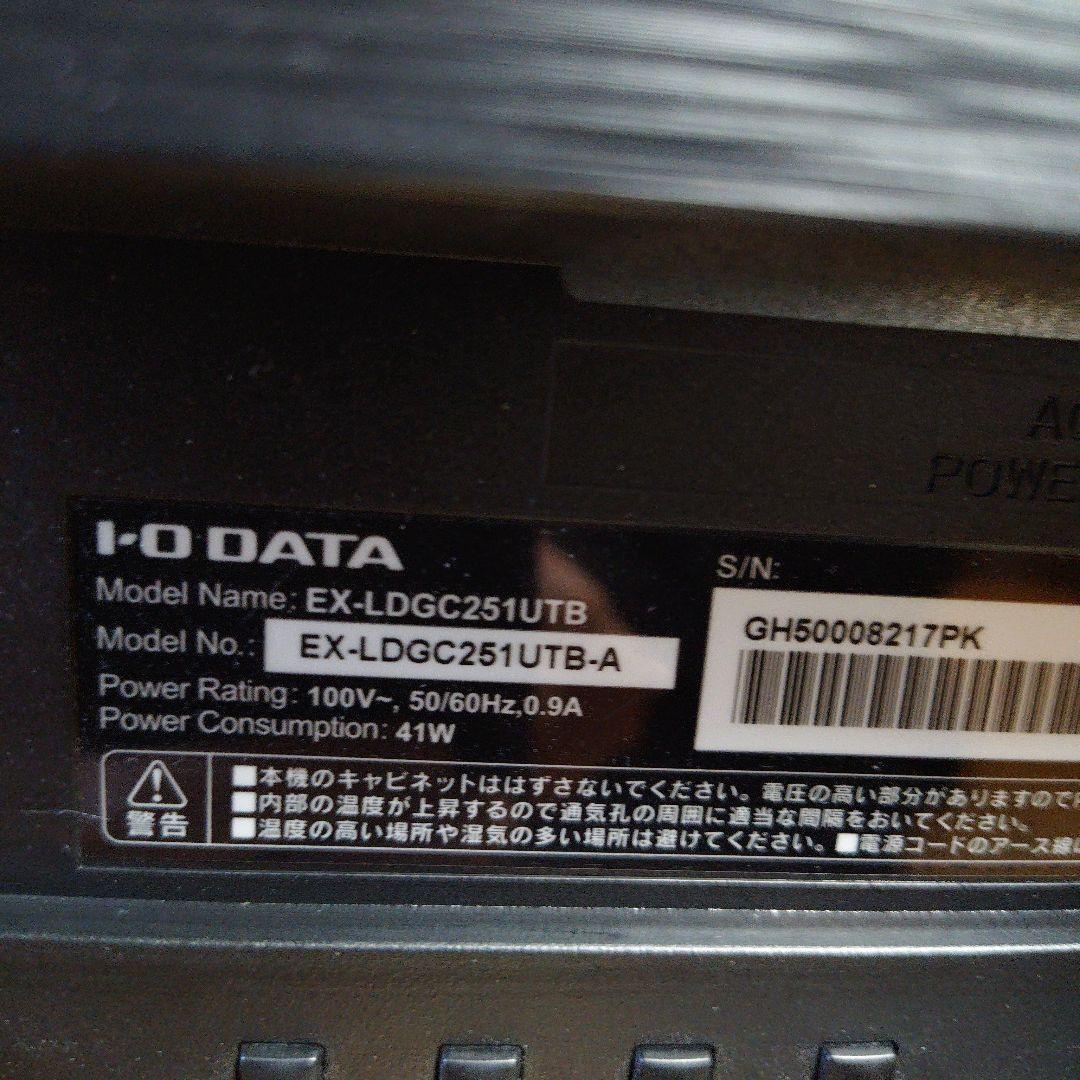 AC
POWE
I-O DATA
Model Name: EX-LDGC251UTB
Model No.: EX-LDGC251UTB-A
Power Rating: 100V~, 50/60Hz,0.9A
Power Consumption: 41W
S/N:
GH50008217PK
警告
■本機のキャビネットははずさないでください。電圧の高い部分がありますので
■内部の温度が上昇するので通気孔の周囲に適当な間隔をおいてください。
■温度の高い場所や湿気の多い場所は避けてください。■電源コードのアース線は